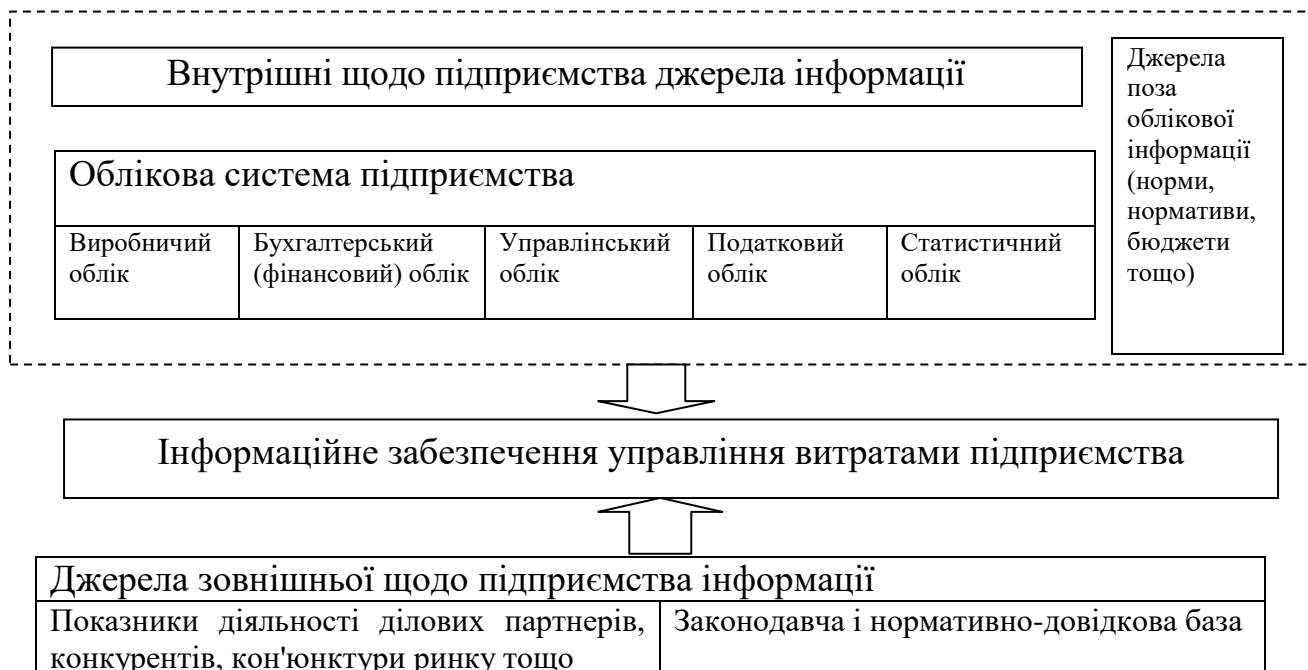 Внутрішні щодо підприємства джерела інформації
Джерела
поза
облікової
інформації
(норми,
нормативи,
бюджети
тощо)
Облікова система підприємства
Виробничий
облік
Бухгалтерський
(фінансовий) облік
Управлінський
облік
Податковий
облік
Статистичний
облік
Інформаційне забезпечення управління витратами підприємства
Джерела зовнішньої щодо підприємства інформації
Показники діяльності ділових партнерів,
конкурентів, кон'юнктури ринку тощо
Законодавча і нормативно-довідкова база